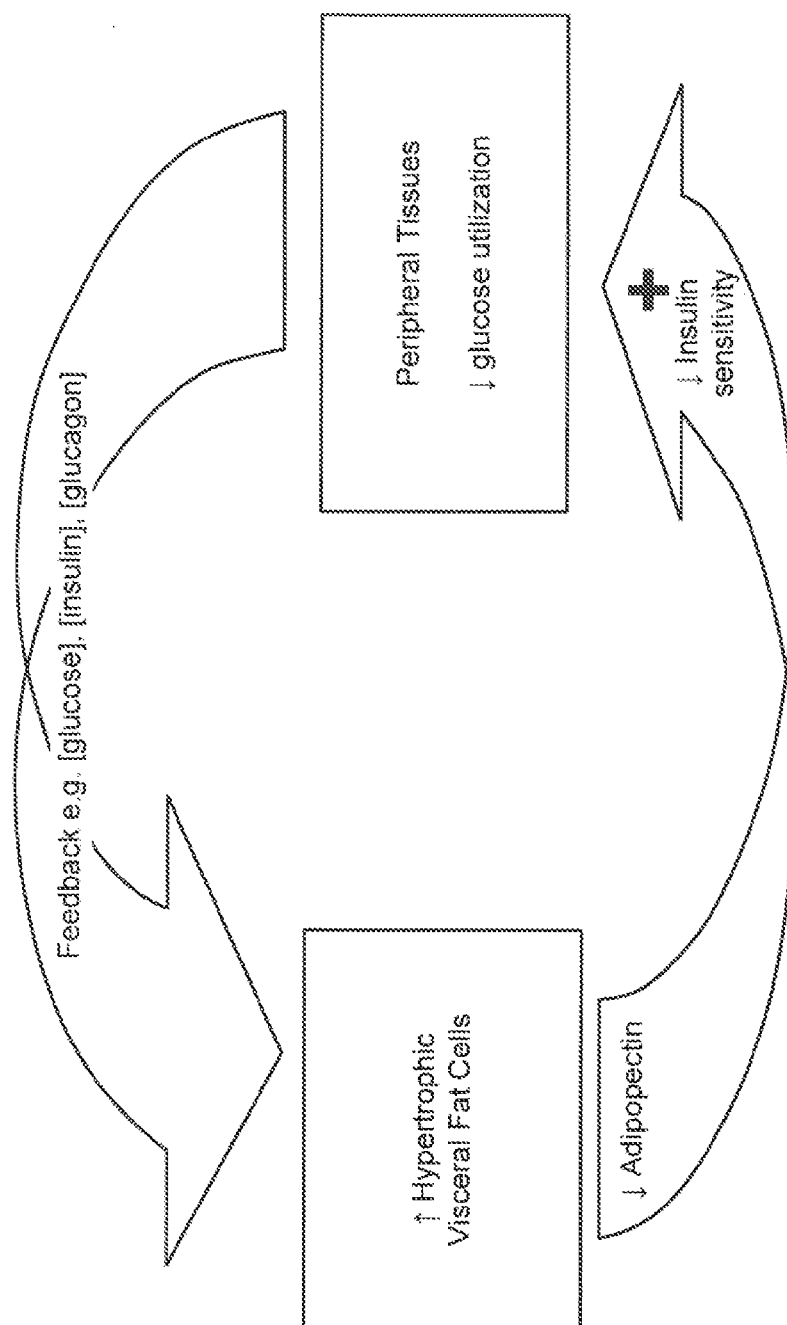 Feedback e.g. [glucose], [insulin], [glucagon]
↑ Hypertrophic
Visceral Fat Cells
Peripheral Tissues
↓ glucose utilization
↓ Adipopectin
+
↓ Insulin
sensitivity